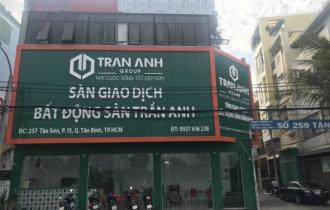 TRAN ANH
GROUP
NƠI CUỘC SỐNG TỐT ĐẸP HƠN
SÀN GIAO DỊCH
BẤT ĐỘNG SẢN TRẦN ANH
ĐC: 257 Tân Sơn, P. 15, Q. Tân Bình, TP.HCM
ĐT: 0937 616 238
TRAN ANH
SỐ 259 TÂN